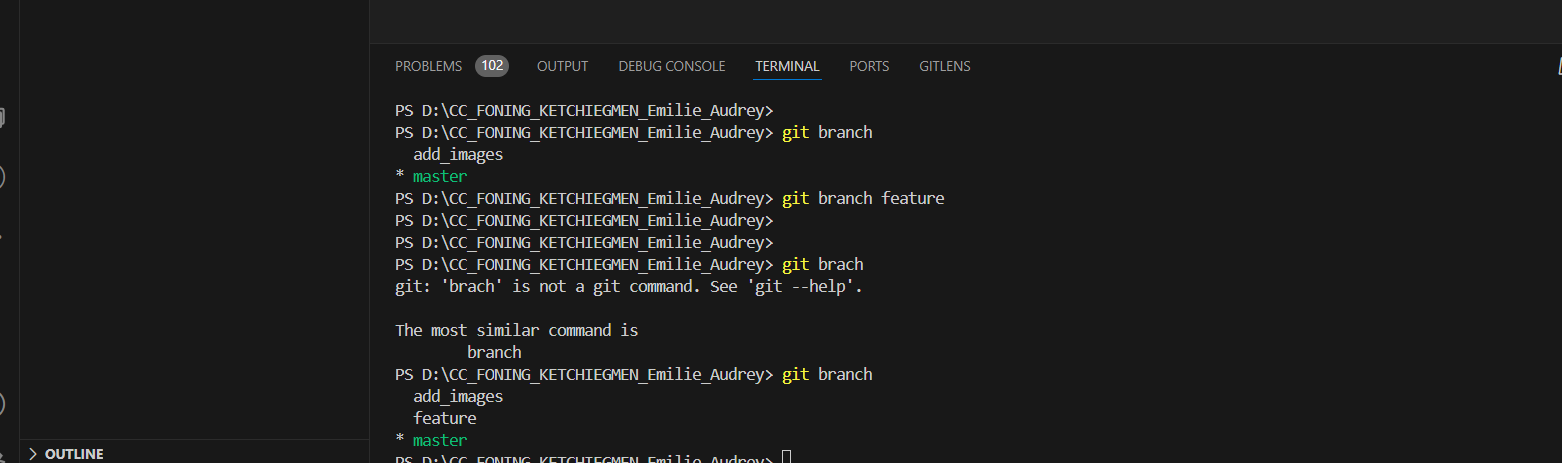 PROBLEMS 102 OUTPUT DEBUG CONSOLE TERMINAL PORTS GITLENS
PS D:\CC_FONING_KETCHIEGMEN_Emilie_Audrey>
PS D:\CC_FONING_KETCHIEGMEN_Emilie_Audrey> git branch
  add_images
* master
PS D:\CC_FONING_KETCHIEGMEN_Emilie_Audrey> git branch feature
PS D:\CC_FONING_KETCHIEGMEN_Emilie_Audrey>
PS D:\CC_FONING_KETCHIEGMEN_Emilie_Audrey>
PS D:\CC_FONING_KETCHIEGMEN_Emilie_Audrey> git brach
git: 'brach' is not a git command. See 'git --help'.
The most similar command is
        branch
PS D:\CC_FONING_KETCHIEGMEN_Emilie_Audrey> git branch
  add_images
  feature
* master
PS D:\CC_FONING_KETCHIEGMEN_Emilie_Audrey>
OUTLINE